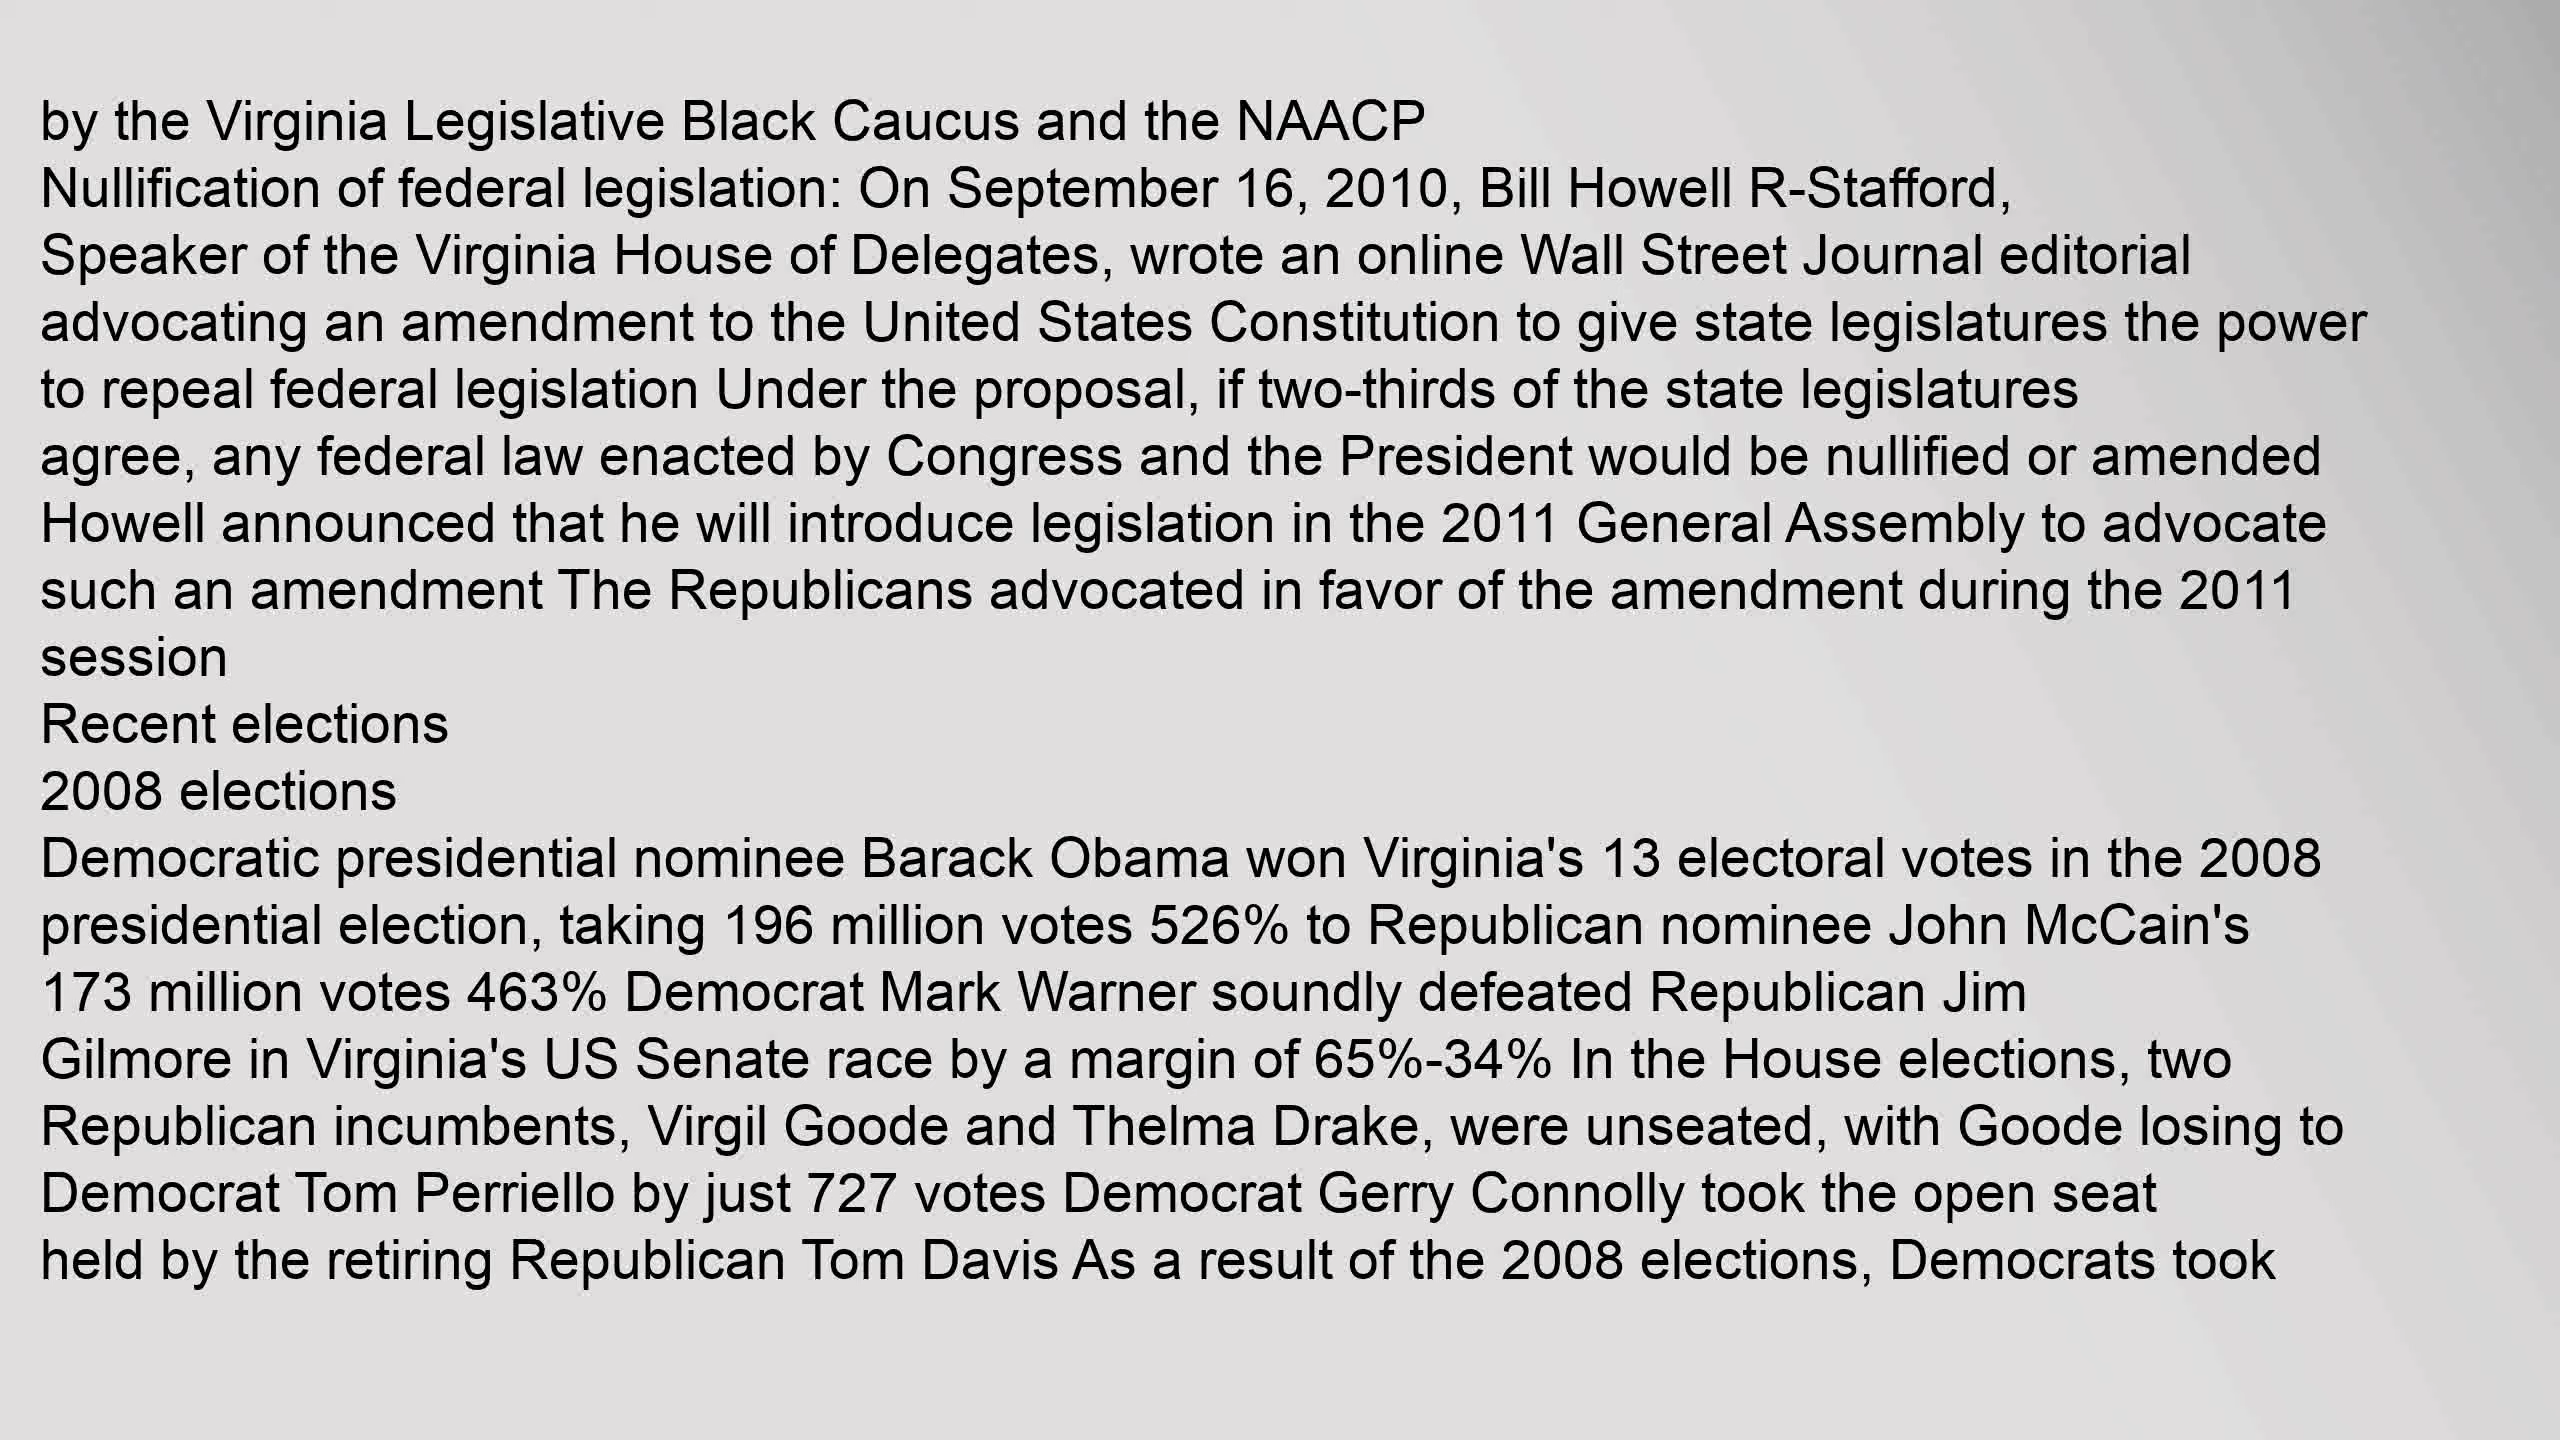 by the Virginia Legislative Black Caucus and the NAACP
Nullification of federal legislation: On September 16, 2010, Bill Howell R-Stafford,
Speaker of the Virginia House of Delegates, wrote an online Wall Street Journal editorial
advocating an amendment to the United States Constitution to give state legislatures the power
to repeal federal legislation Under the proposal, if two-thirds of the state legislatures
agree, any federal law enacted by Congress and the President would be nullified or amended
Howell announced that he will introduce legislation in the 2011 General Assembly to advocate
such an amendment The Republicans advocated in favor of the amendment during the 2011
session
Recent elections
2008 elections
Democratic presidential nominee Barack Obama won Virginia's 13 electoral votes in the 2008
presidential election, taking 196 million votes 526% to Republican nominee John McCain's
173 million votes 463% Democrat Mark Warner soundly defeated Republican Jim
Gilmore in Virginia's US Senate race by a margin of 65%-34% In the House elections, two
Republican incumbents, Virgil Goode and Thelma Drake, were unseated, with Goode losing to
Democrat Tom Perriello by just 727 votes Democrat Gerry Connolly took the open seat
held by the retiring Republican Tom Davis As a result of the 2008 elections, Democrats took